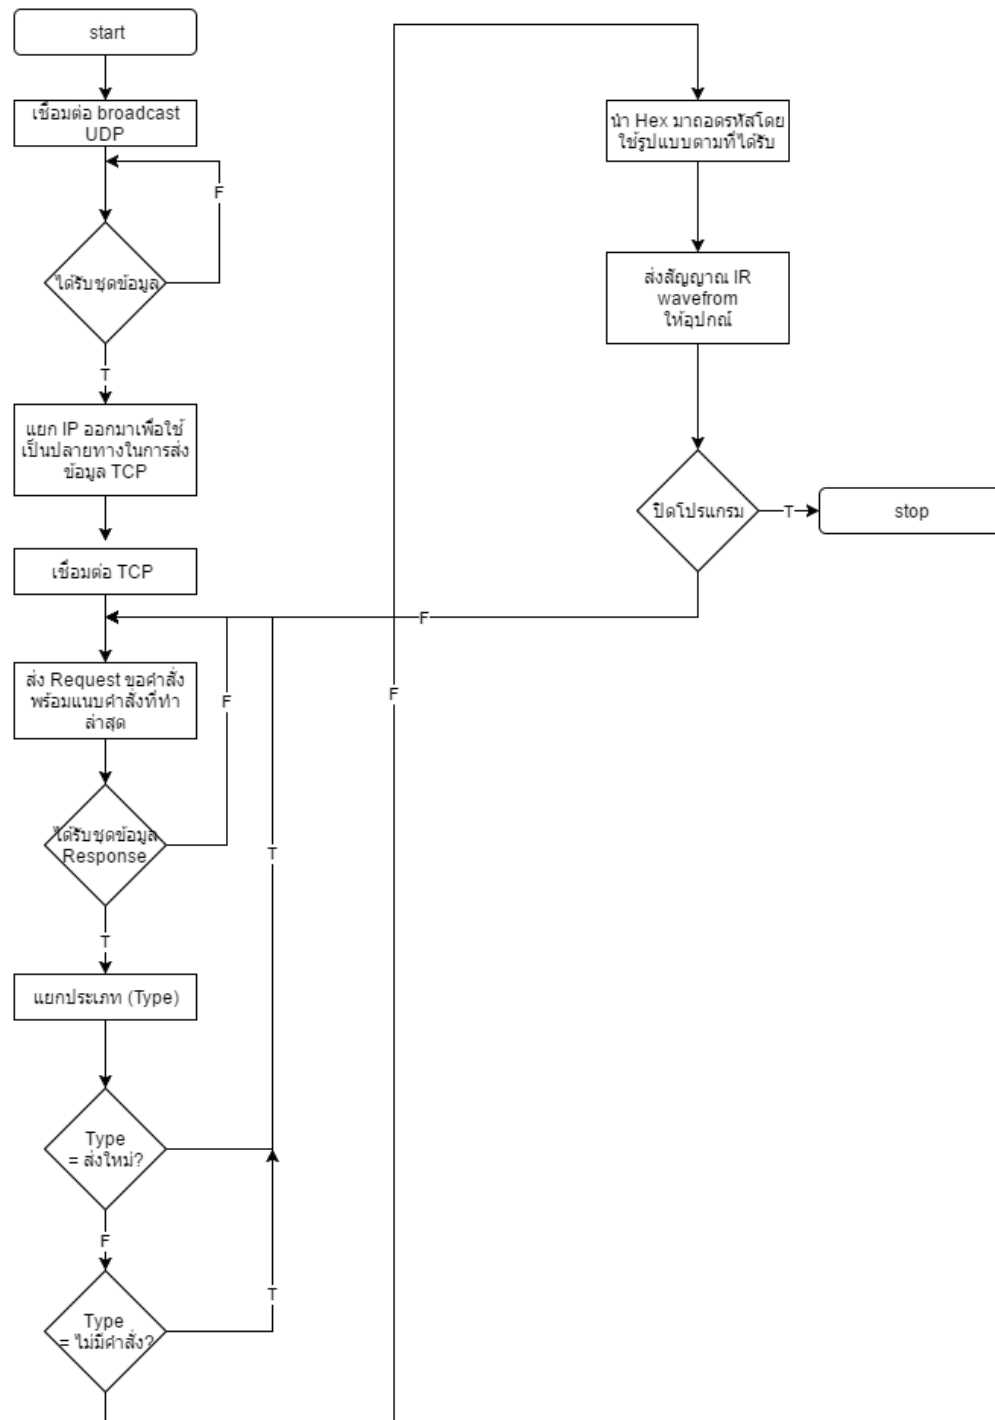 start
เชื่อมต่อ broadcast
UDP
F
ได้รับชุดข้อมูล
T
แยก IP ออกมาเพื่อใช้
เป็นปลายทางในการส่ง
ข้อมูล TCP
เชื่อมต่อ TCP
ส่ง Request ขอคำสั่ง
พร้อมแนบคำสั่งที่ทำ
ล่าสุด
F
ได้รับชุดข้อมูล
Response
T
T
แยกประเภท (Type)
Type
= ส่งใหม่?
F
T
Type
= ไม่มีคำสั่ง?
F
นำ Hex มาถอดรหัสโดย
ใช้รูปแบบตามที่ได้รับ
ส่งสัญญาณ IR
wavefrom
ให้อุปกณ์
ปิดโปรแกรม
T
stop
F